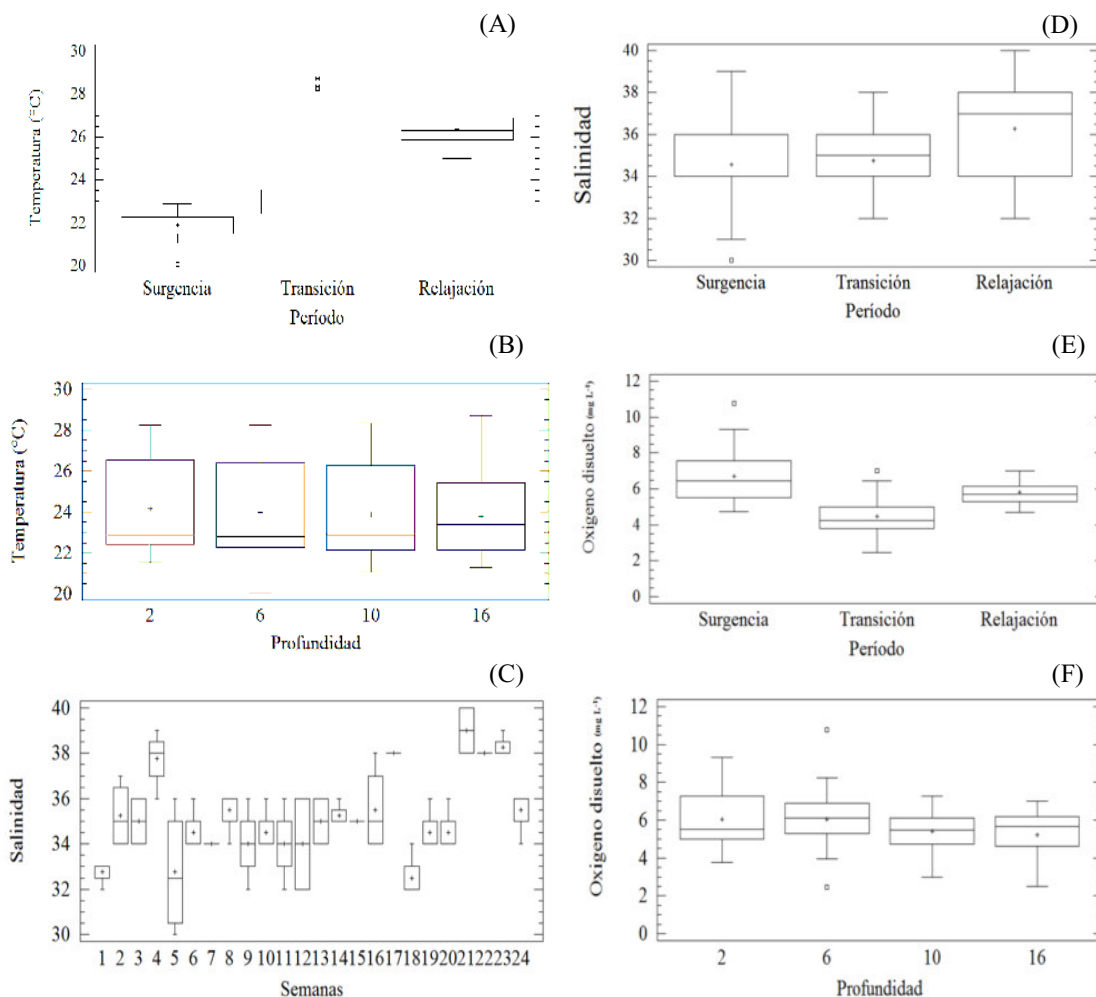 (A)
Temperatura (°C)
30
28
26
24
22
20
Surgencia Transición Relajación
Período
(D)
Salinidad
40
38
36
34
32
30
Surgencia Transición Relajación
Período
(B)
Temperatura (°C)
30
28
26
24
22
20
2 6 10 16
Profundidad
(E)
Oxigeno disuelto (mg L⁻¹)
12
10
8
6
4
2
0
Surgencia Transición Relajación
Período
(C)
Salinidad
40
38
36
34
32
30
1 2 3 4 5 6 7 8 9 10 11 12 13 14 15 16 17 18 19 20 21 22 23 24
Semanas
(F)
Oxigeno disuelto (mg L⁻¹)
12
10
8
6
4
2
0
2 6 10 16
Profundidad